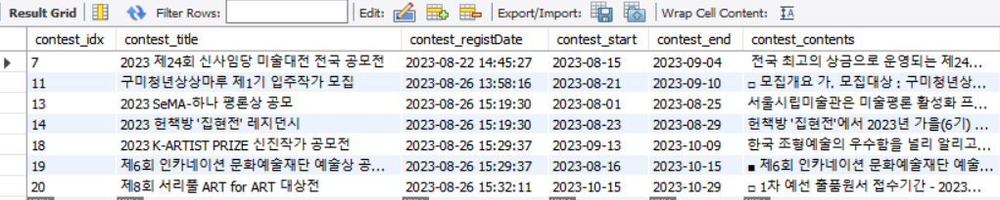 Result Grid Filter Rows: Edit: Export/Import: Wrap Cell Content: IA
contest_idx contest_title contest_registDate contest_start contest_end contest_contents
7 2023 제24회 신사임당 미술대전 전국 공모전 2023-08-22 14:45:27 2023-08-15 2023-09-04 전국 최고의 상금으로 운영되는 제24...
11 구미청년상상마루 제1기 입주작가 모집 2023-08-26 13:58:16 2023-08-21 2023-09-10 □ 모집개요 가. 모집대상 : 구미청년상...
13 2023 SeMA-하나 평론상 공모 2023-08-26 15:19:30 2023-08-01 2023-08-25 서울시립미술관은 미술평론 활성화 프...
14 헌책방 '집현전' 레지던시 2023-08-26 15:19:30 2023-08-23 2023-08-29 헌책방 '집현전'에서 2023년 가을(6기) ...
18 2023 K-ARTIST PRIZE 신진작가 공모전 2023-08-26 15:29:37 2023-09-13 2023-10-09 한국 조형예술의 우수함을 널리 알리고...
19 제6회 인카네이션 문화예술재단 예술상 공... 2023-08-26 15:29:37 2023-08-16 2023-10-15 ■ 제6회 인카네이션 문화예술재단 예술...
20 제8회 서리풀 ART for ART 대상전 2023-08-26 15:32:11 2023-10-15 2023-10-29 □ 1차 예선 출품원서 접수기간 - 2023...